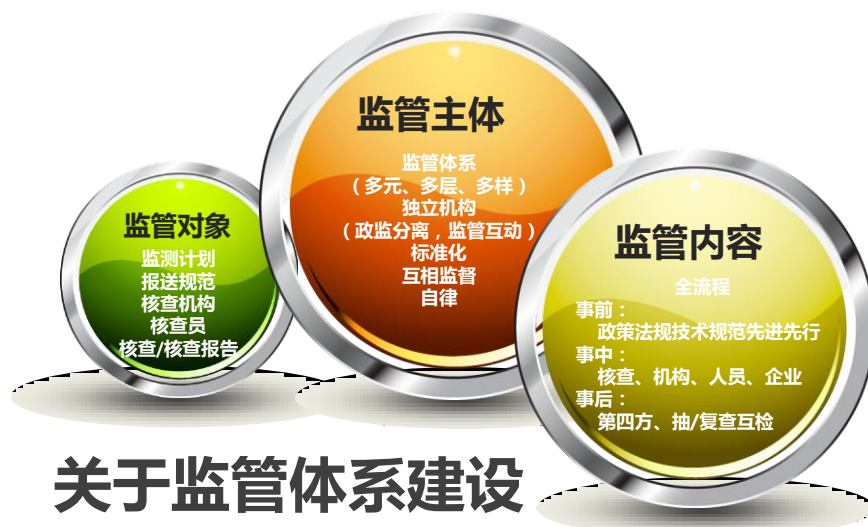 监管主体
监管体系
（多元、多层、多样）
独立机构
（政监分离，监管互动）
标准化
互相监督
自律
监管对象
监测计划
报送规范
核查机构
核查员
核查/核查报告
监管内容
全流程
事前：
政策法规技术规范先进先行
事中：
核查、机构、人员、企业
事后：
第四方、抽/复查互检
关于监管体系建设